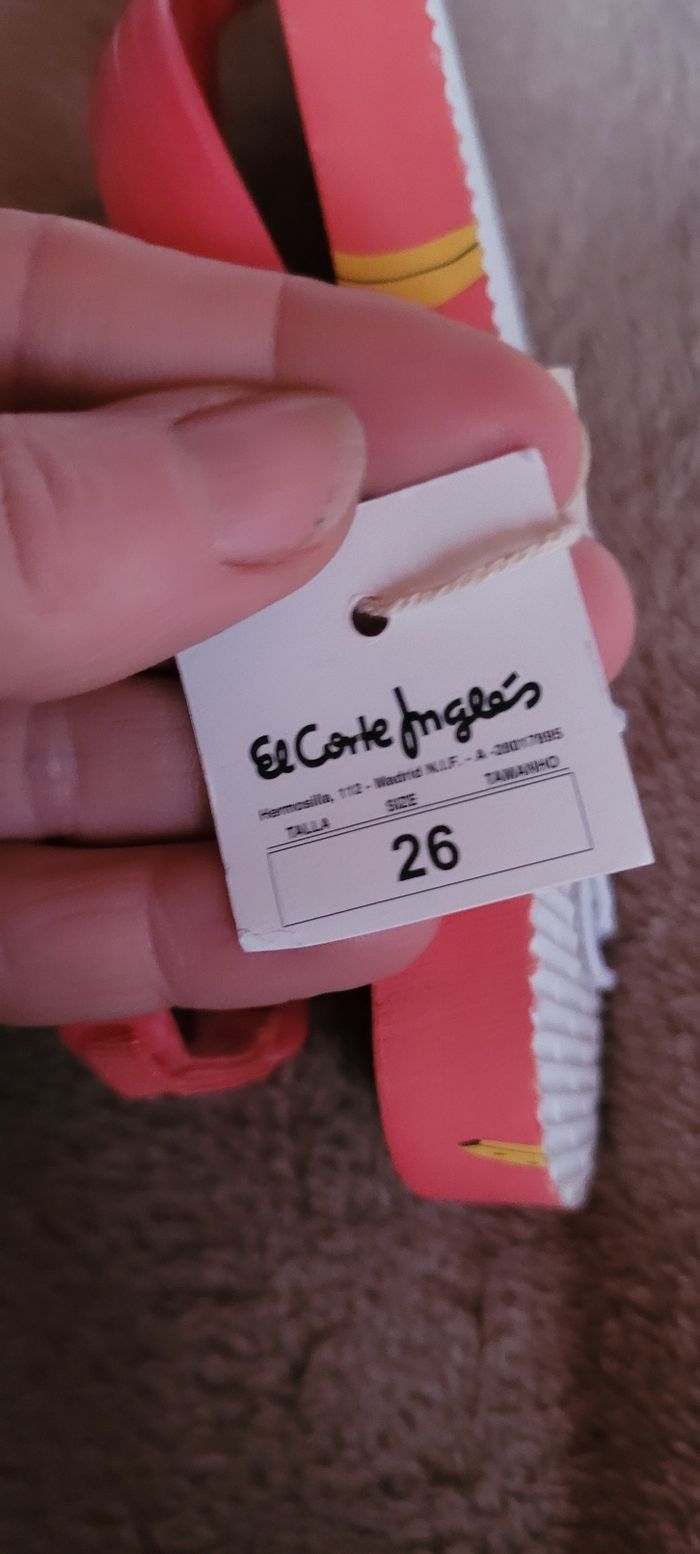 El Corte Inglés
Hermosilla, 112 - Madrid N.I.F. - A -28017895
TALLA SIZE TAMANHO
26